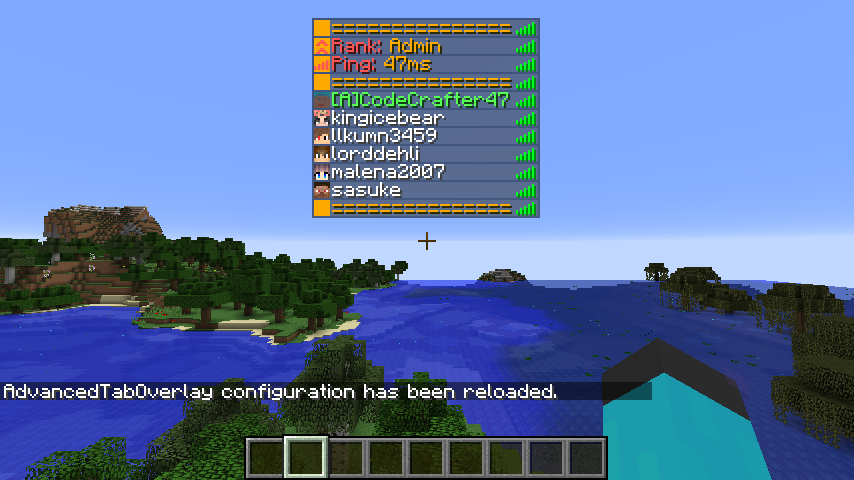 ===============
Rank: Admin
Ping: 47ms
===============
[A]CodeCrafter47
kingicebear
llkumn3459
lorddehli
malena2007
sasuke
===============
AdvancedTabOverlay configuration has been reloaded.